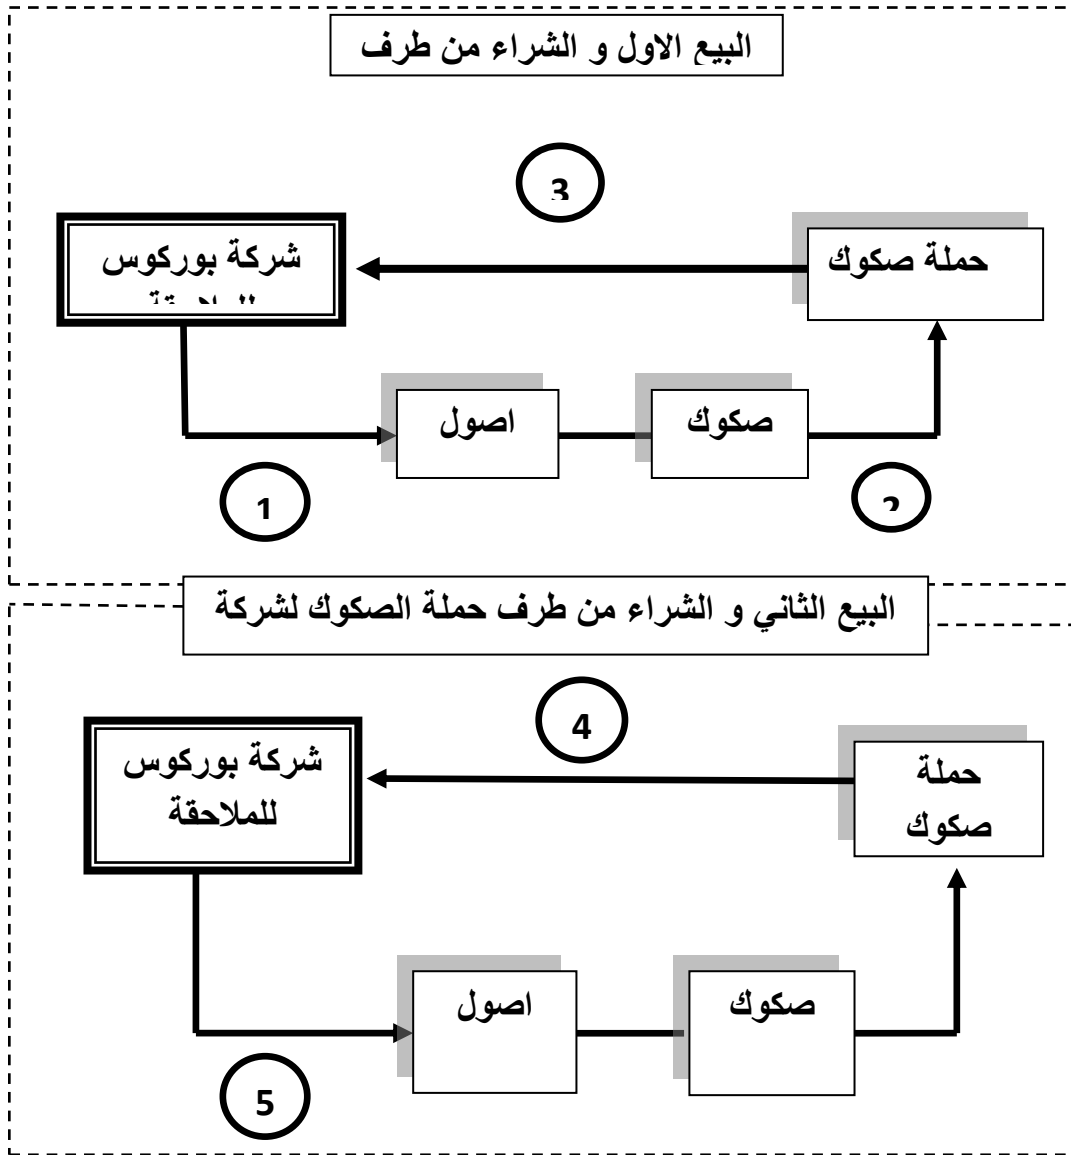 البيع الاول و الشراء من طرف
3
شركة بوركوس
حملة صكوك
اصول
صكوك
1
2
البيع الثاني و الشراء من طرف حملة الصكوك لشركة
4
شركة بوركوس
للملاحقة
حملة
صكوك
اصول
صكوك
5